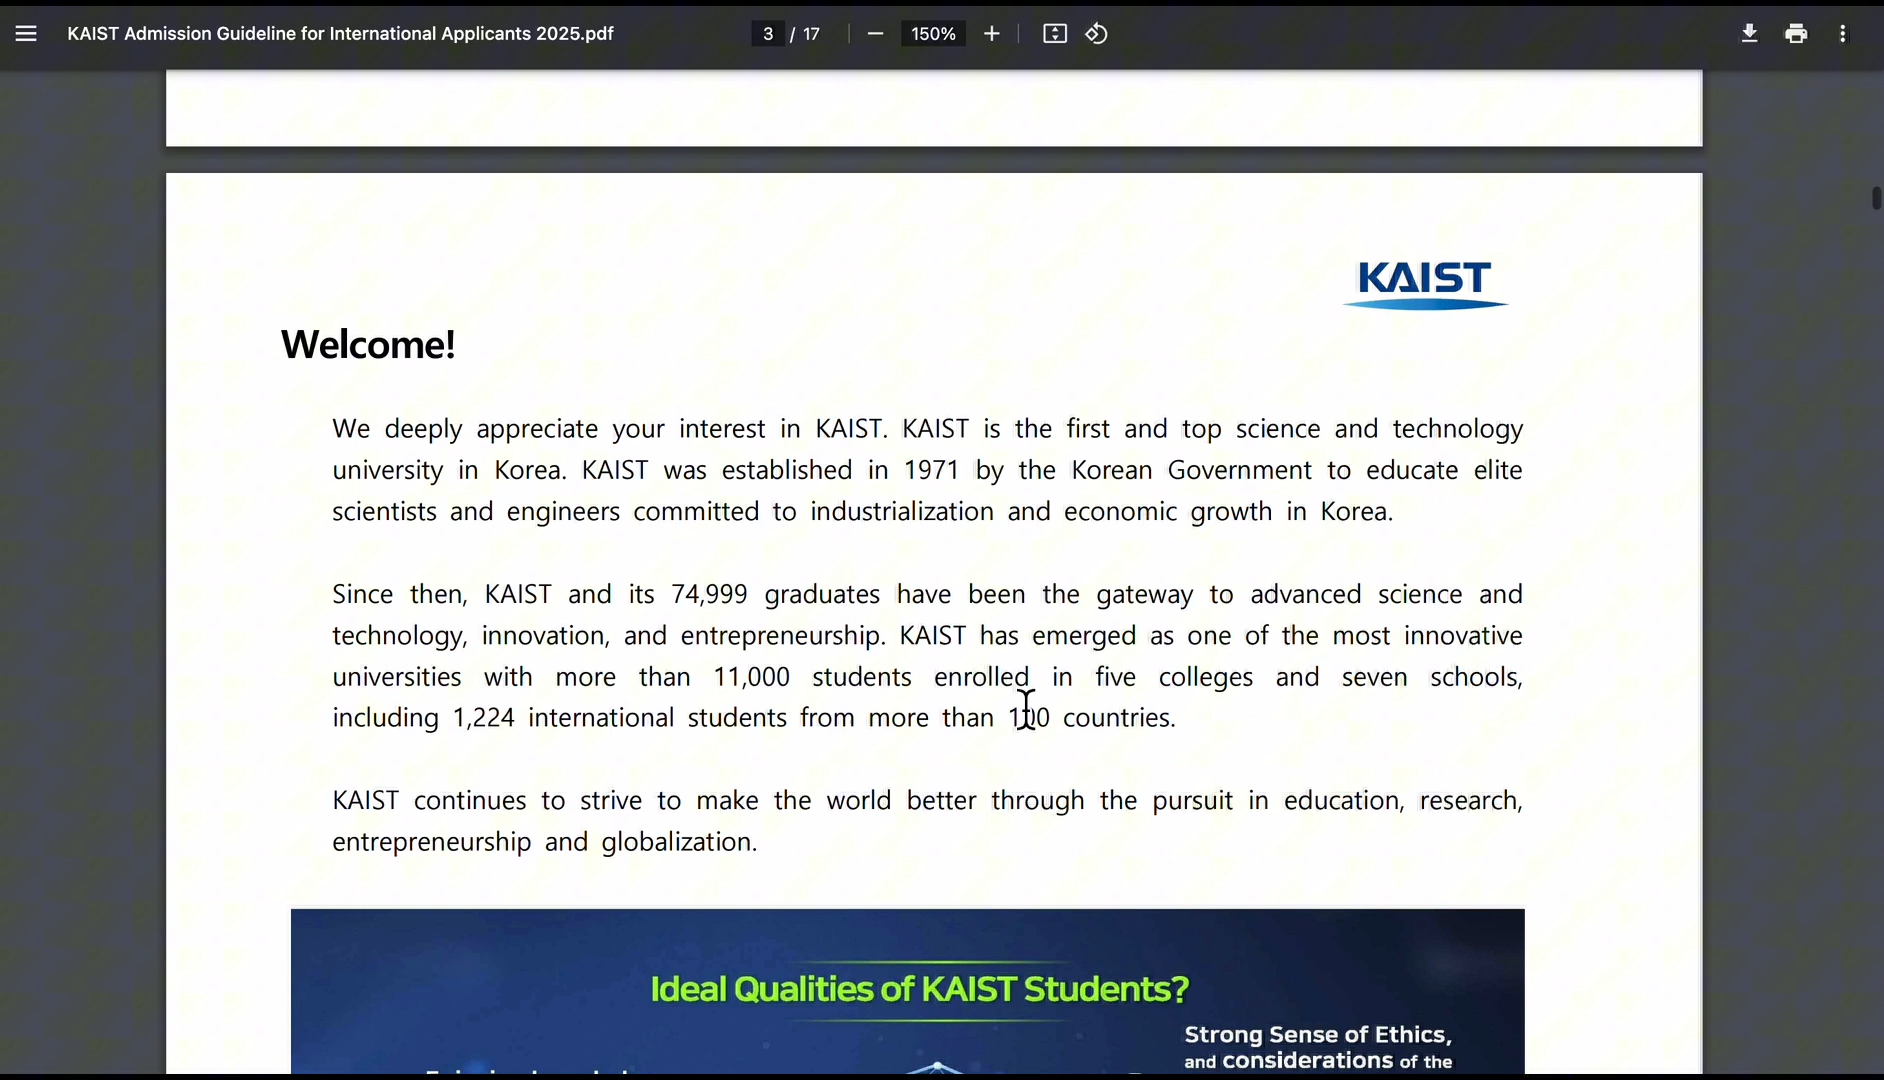 KAIST Admission Guideline for International Applicants 2025.pdf
3 / 17
150%
KAIST
Welcome!
We deeply appreciate your interest in KAIST. KAIST is the first and top science and technology
university in Korea. KAIST was established in 1971 by the Korean Government to educate elite
scientists and engineers committed to industrialization and economic growth in Korea.
Since then, KAIST and its 74,999 graduates have been the gateway to advanced science and
technology, innovation, and entrepreneurship. KAIST has emerged as one of the most innovative
universities with more than 11,000 students enrolled in five colleges and seven schools,
including 1,224 international students from more than 100 countries.
KAIST continues to strive to make the world better through the pursuit in education, research,
entrepreneurship and globalization.
Ideal Qualities of KAIST Students?
Strong Sense of Ethics,
and considerations of the